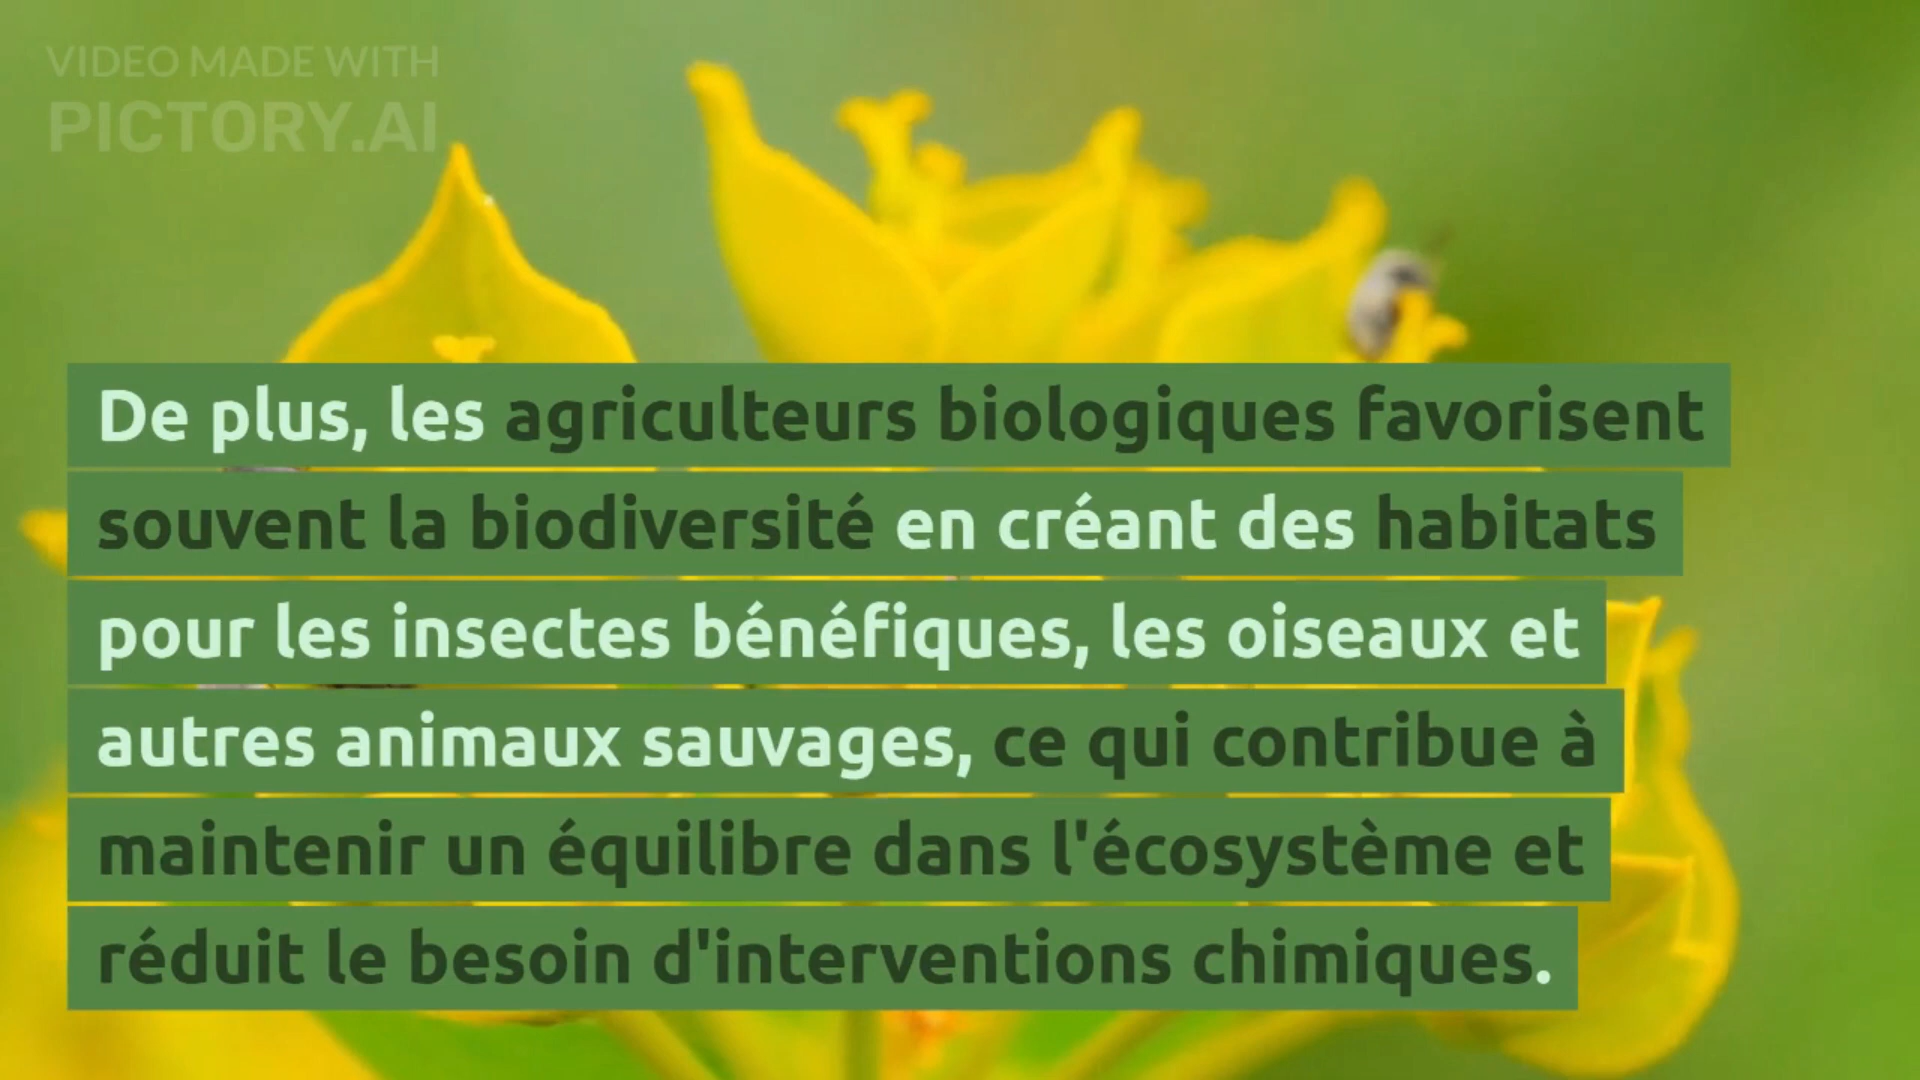 VIDEO MADE WITH
PICTORY.AI
De plus, les agriculteurs biologiques favorisent
souvent la biodiversité en créant des habitats
pour les insectes bénéfiques, les oiseaux et
autres animaux sauvages, ce qui contribue à
maintenir un équilibre dans l'écosystème et
réduit le besoin d'interventions chimiques.